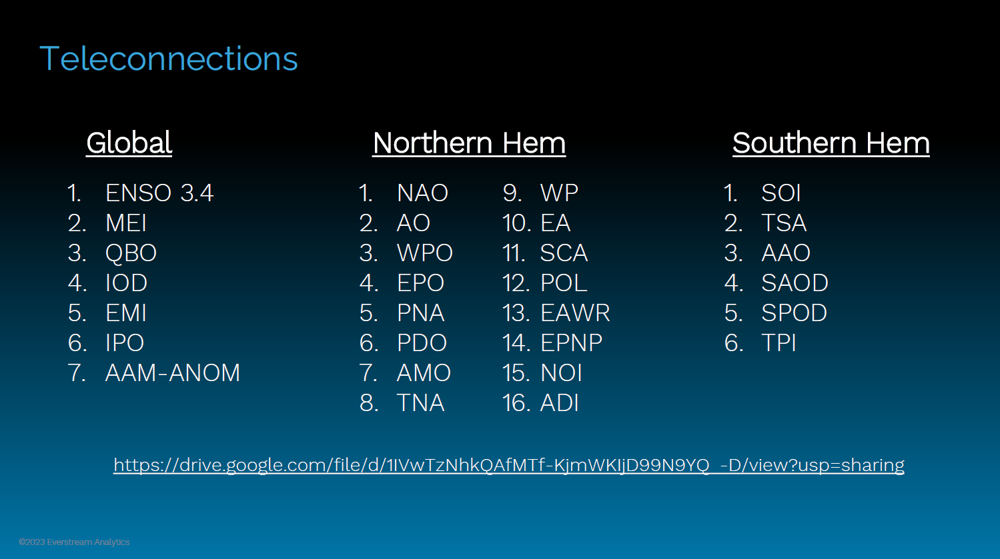 Teleconnections
Global
1. ENSO 3.4
2. MEI
3. QBO
4. IOD
5. EMI
6. IPO
7. AAM-ANOM
Northern Hem
1. NAO
2. AO
3. WPO
4. EPO
5. PNA
6. PDO
7. AMO
8. TNA
9. WP
10. EA
11. SCA
12. POL
13. EAWR
14. EPNP
15. NOI
16. ADI
Southern Hem
1. SOI
2. TSA
3. AAO
4. SAOD
5. SPOD
6. TPI
https://drive.google.com/file/d/1IVwTzNhkQAfMTf-KjmWKIjD99N9YQ_-D/view?usp=sharing
©2023 Everstream Analytics